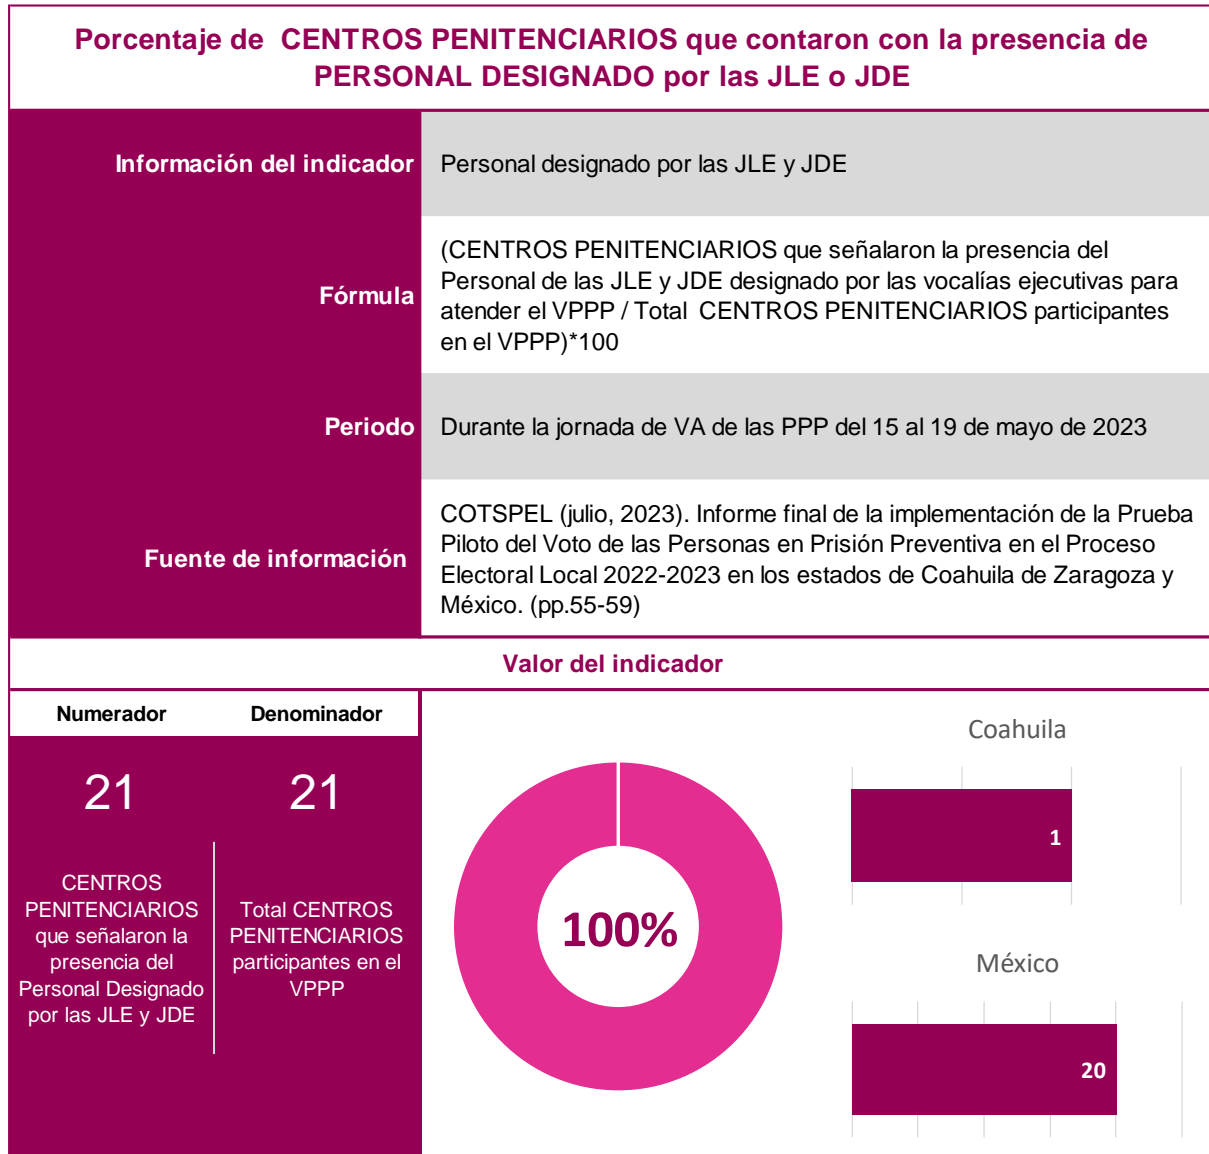 Porcentaje de CENTROS PENITENCIARIOS que contaron con la presencia de
PERSONAL DESIGNADO por las JLE o JDE
Información del indicador
Personal designado por las JLE y JDE
Fórmula
(CENTROS PENITENCIARIOS que señalaron la presencia del
Personal de las JLE y JDE designado por las vocalías ejecutivas para
atender el VPPP / Total CENTROS PENITENCIARIOS participantes
en el VPPP)*100
Periodo
Durante la jornada de VA de las PPP del 15 al 19 de mayo de 2023
Fuente de información
COTSPEL (julio, 2023). Informe final de la implementación de la Prueba
Piloto del Voto de las Personas en Prisión Preventiva en el Proceso
Electoral Local 2022-2023 en los estados de Coahuila de Zaragoza y
México. (pp.55-59)
Valor del indicador
Numerador
21
CENTROS
PENITENCIARIOS
que señalaron la
presencia del
Personal Designado
por las JLE y JDE
Denominador
21
Total CENTROS
PENITENCIARIOS
participantes en el
VPPP
100%
Coahuila
1
México
20